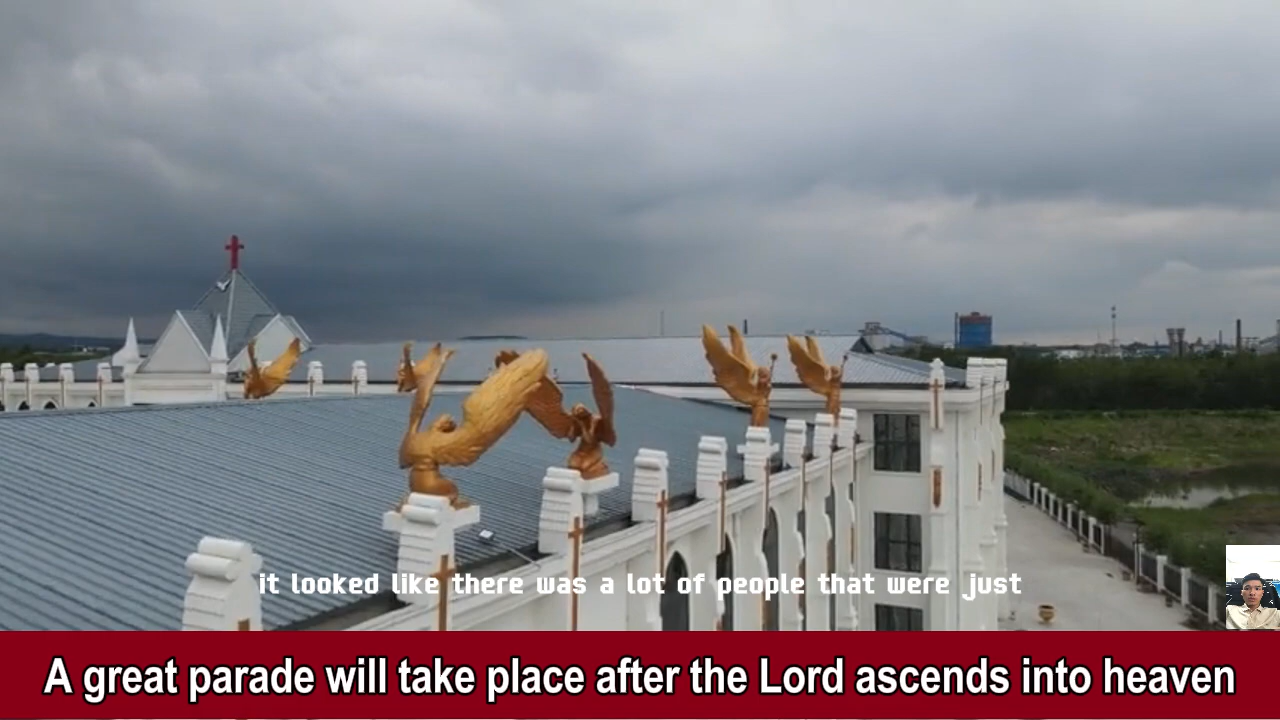 it looked like there was a lot of people that were just
A great parade will take place after the Lord ascends into heaven